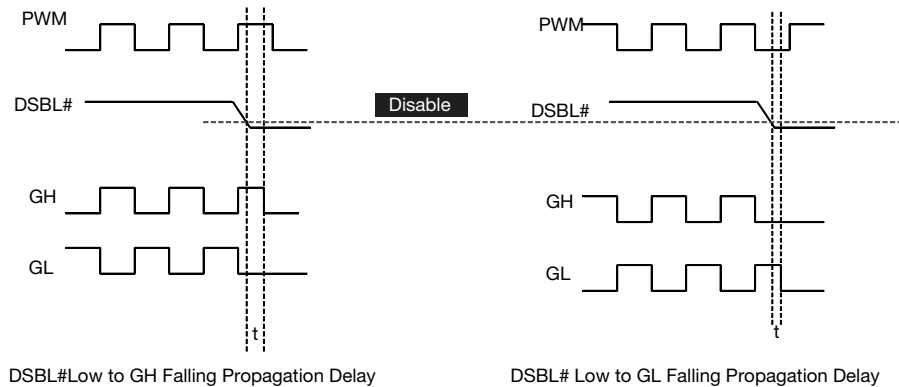 PWM
DSBL#
GH
GL
t
DSBL#Low to GH Falling Propagation Delay
Disable
PWM
DSBL#
GH
GL
t
DSBL# Low to GL Falling Propagation Delay